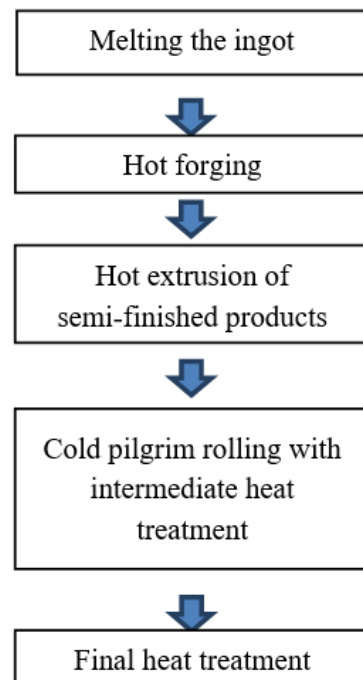 Melting the ingot
Hot forging
Hot extrusion of
semi-finished products
Cold pilgrim rolling with
intermediate heat
treatment
Final heat treatment